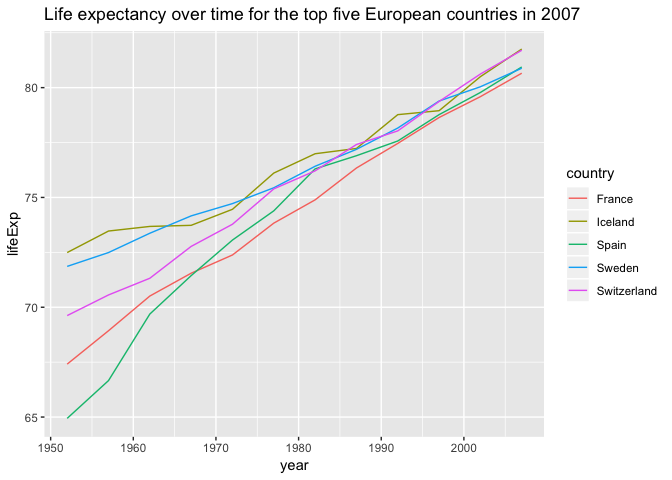 Life expectancy over time for the top five European countries in 2007
80
75
70
65
lifeExp
1950
1960
1970
1980
1990
2000
year
country
France
Iceland
Spain
Sweden
Switzerland